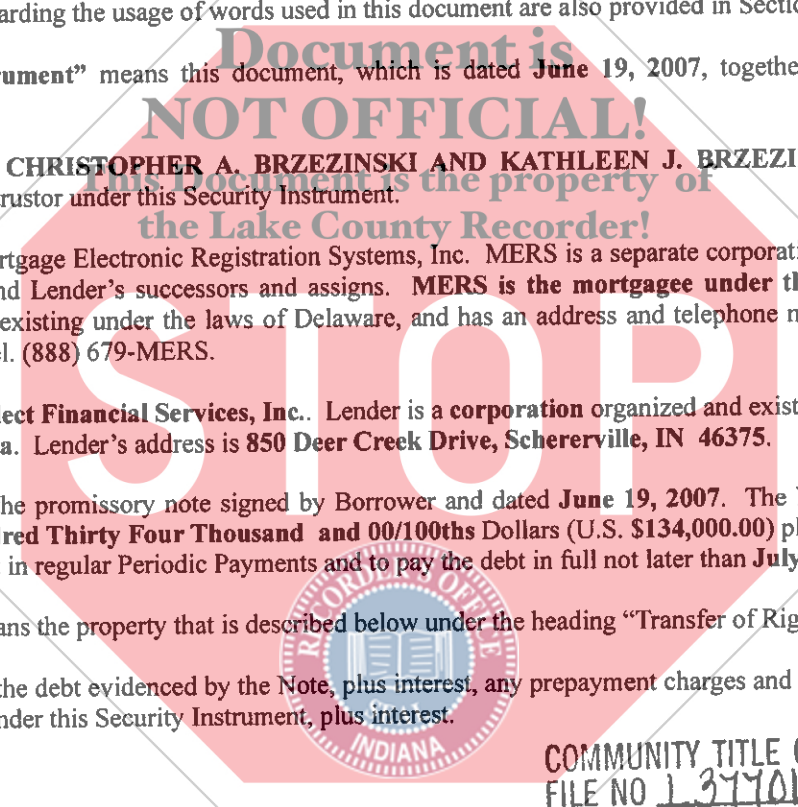 arding the usage of words used in this document are also provided in Sectio
Document is
rument” means this document, which is dated June 19, 2007, togethe
NOT OFFICIAL!
CHRISTOPHER A. BRZEZINSKI AND KATHLEEN J. BRZEZI
This Document is the property of
rustor under this Security Instrument.
the Lake County Recorder!
rtgage Electronic Registration Systems, Inc. MERS is a separate corporati
nd Lender’s successors and assigns. MERS is the mortgagee under th
existing under the laws of Delaware, and has an address and telephone n
el. (888) 679-MERS.
STOP
lect Financial Services, Inc.. Lender is a corporation organized and exist
a. Lender’s address is 850 Deer Creek Drive, Schererville, IN 46375.
he promissory note signed by Borrower and dated June 19, 2007. The
red Thirty Four Thousand and 00/100ths Dollars (U.S. $134,000.00) pl
in regular Periodic Payments and to pay the debt in full not later than July
ans the property that is described below under the heading “Transfer of Rig
RECORDER'S OFFICE
the debt evidenced by the Note, plus interest, any prepayment charges and
nder this Security Instrument, plus interest.
INDIANA
COMMUNITY TITLE
FILE NO